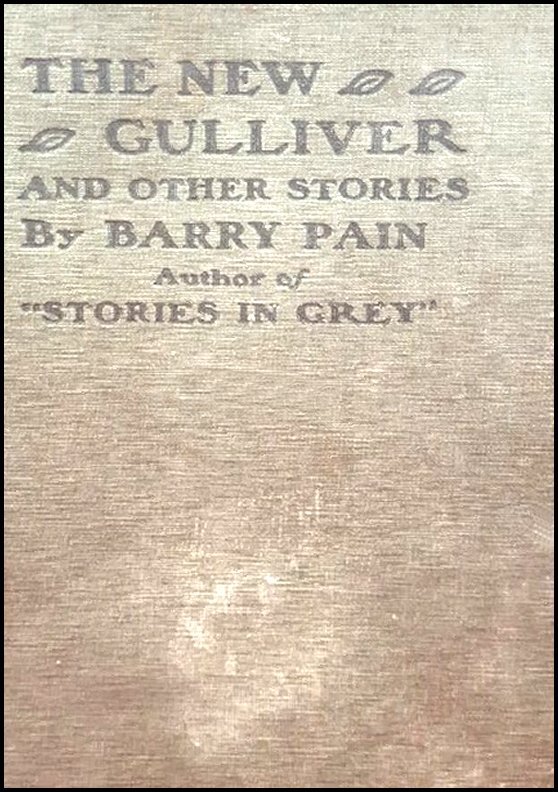 THE NEW
GULLIVER
AND OTHER STORIES
By BARRY PAIN
Author of
"STORIES IN GREY"